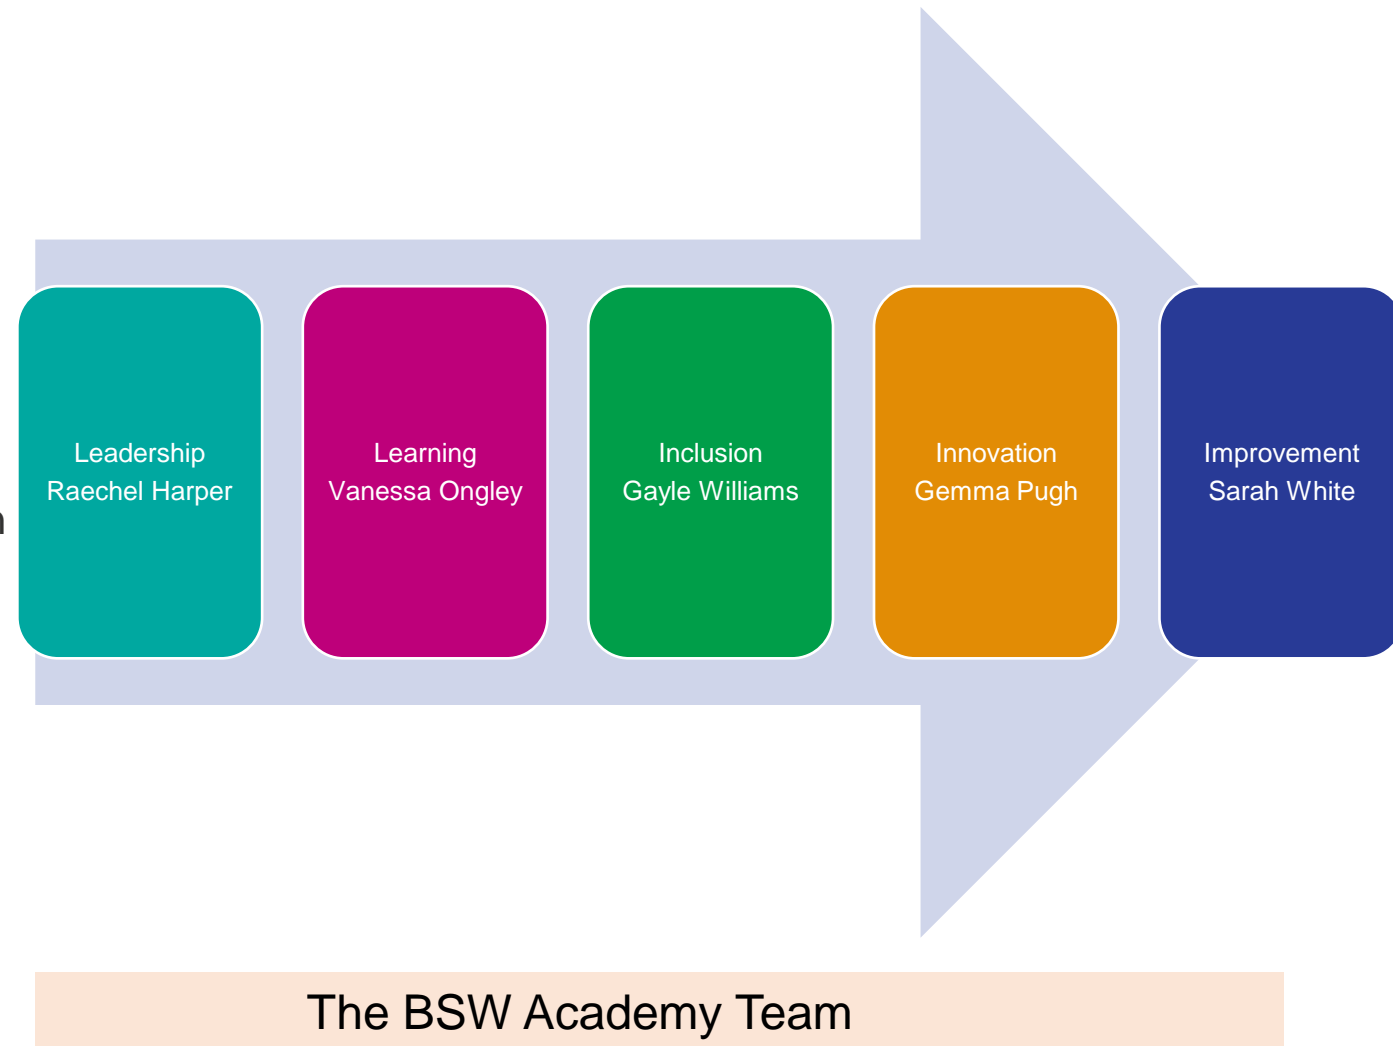 Leadership
Raechel Harper
Learning
Vanessa Ongley
Inclusion
Gayle Williams
Innovation
Gemma Pugh
Improvement
Sarah White
The BSW Academy Team